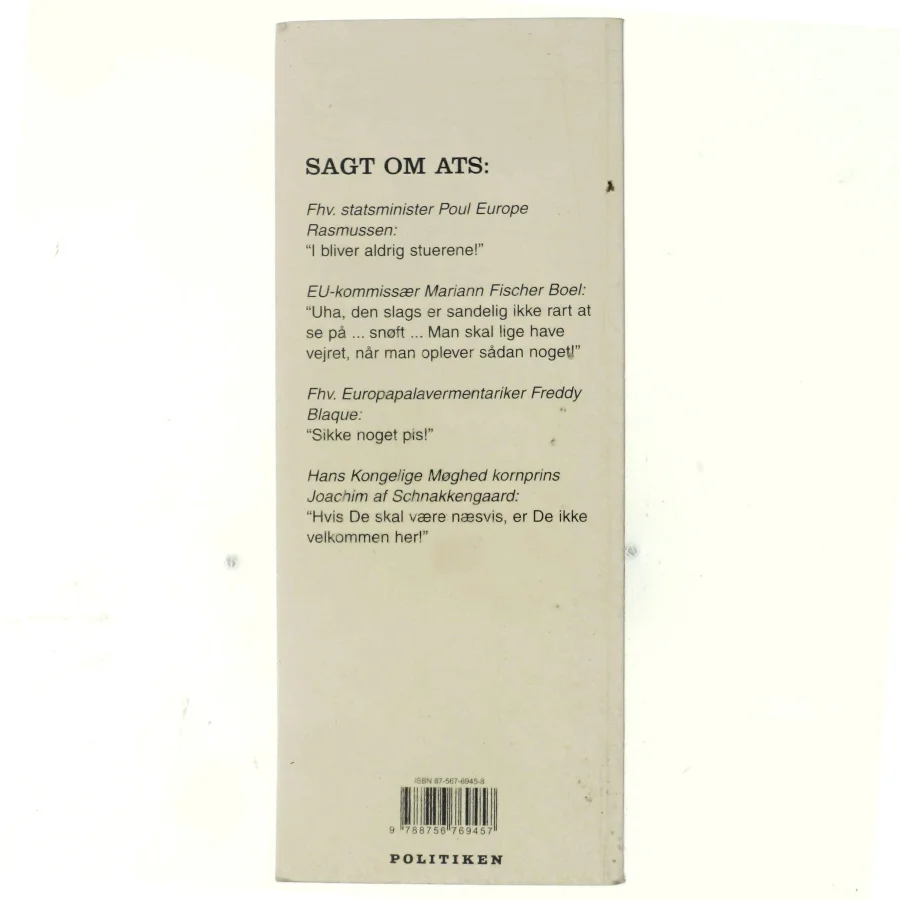 SAGT OM ATS:
Fhv. statsminister Poul Europe
Rasmussen:
“I bliver aldrig stuerene!”
EU-kommissær Mariann Fischer Boel:
“Uha, den slags er sandelig ikke rart at
se på ... snøft ... Man skal lige have
vejret, når man oplever sådan noget!”
Fhv. Europapalavermentariker Freddy
Blaque:
“Sikke noget pis!”
Hans Kongelige Møghed kornprins
Joachim af Schnakkengaard:
“Hvis De skal være næsvis, er De ikke
velkommen her!”
ISBN 87-567-6945-8
9 788756 769457
POLITIKEN